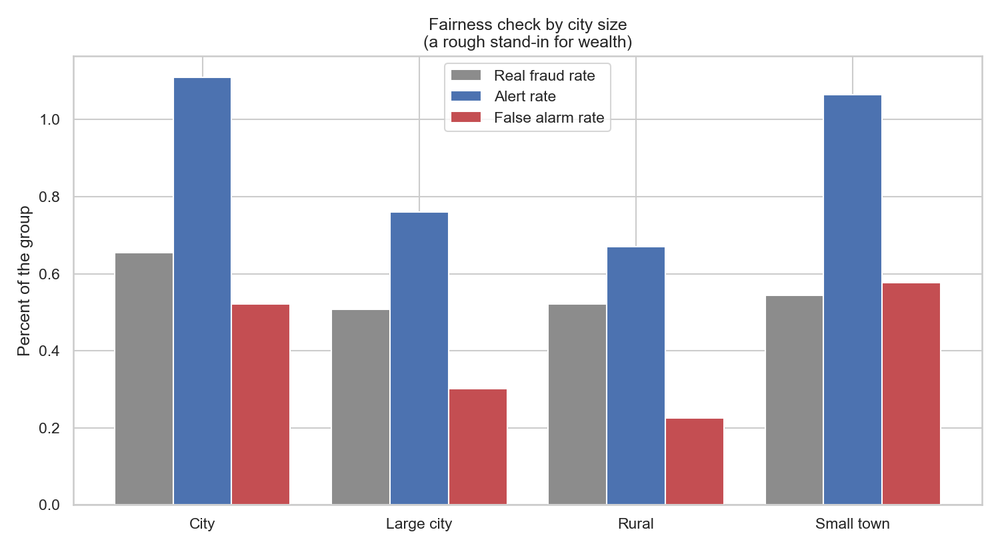 Fairness check by city size
(a rough stand-in for wealth)
Real fraud rate
Alert rate
False alarm rate
Percent of the group
1.0
0.8
0.6
0.4
0.2
0.0
City
Large city
Rural
Small town